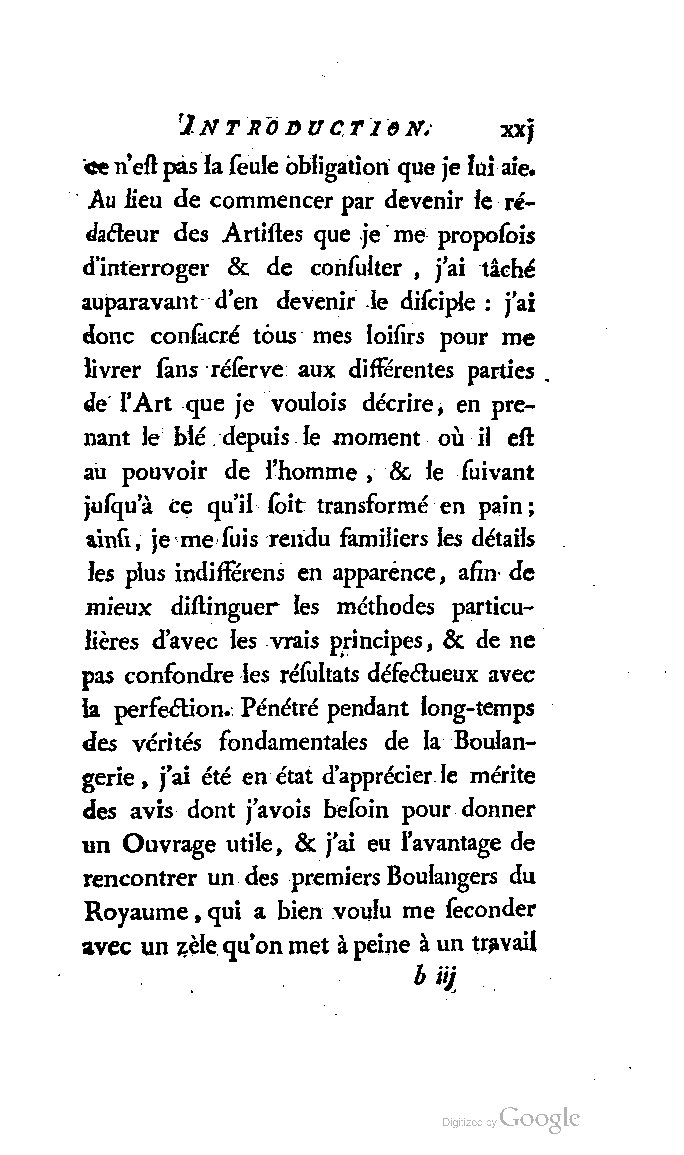 INTRODUCTION. xxj
ce n'eſt pas la ſeule obligation que je lui aie.
Au lieu de commencer par devenir le ré-
dacteur des Artiſtes que je me propoſois
d'interroger & de conſulter, j'ai tâché
auparavant d'en devenir le diſciple : j'ai
donc conſacré tous mes loiſirs pour me
livrer ſans réſerve aux différentes parties
de l'Art que je voulois décrire, en pre-
nant le blé depuis le moment où il eſt
au pouvoir de l'homme, & le ſuivant
juſqu'à ce qu'il ſoit transformé en pain ;
ainſi, je me ſuis rendu familiers les détails
les plus indifférens en apparence, afin de
mieux diſtinguer les méthodes particu-
lières d'avec les vrais principes, & de ne
pas confondre les réſultats défectueux avec
la perfection. Pénétré pendant long-temps
des vérités fondamentales de la Boulan-
gerie, j'ai été en état d'apprécier le mérite
des avis dont j'avois beſoin pour donner
un Ouvrage utile, & j'ai eu l'avantage de
rencontrer un des premiers Boulangers du
Royaume, qui a bien voulu me ſeconder
avec un zèle qu'on met à peine à un travail
b iij
Digitized by Google